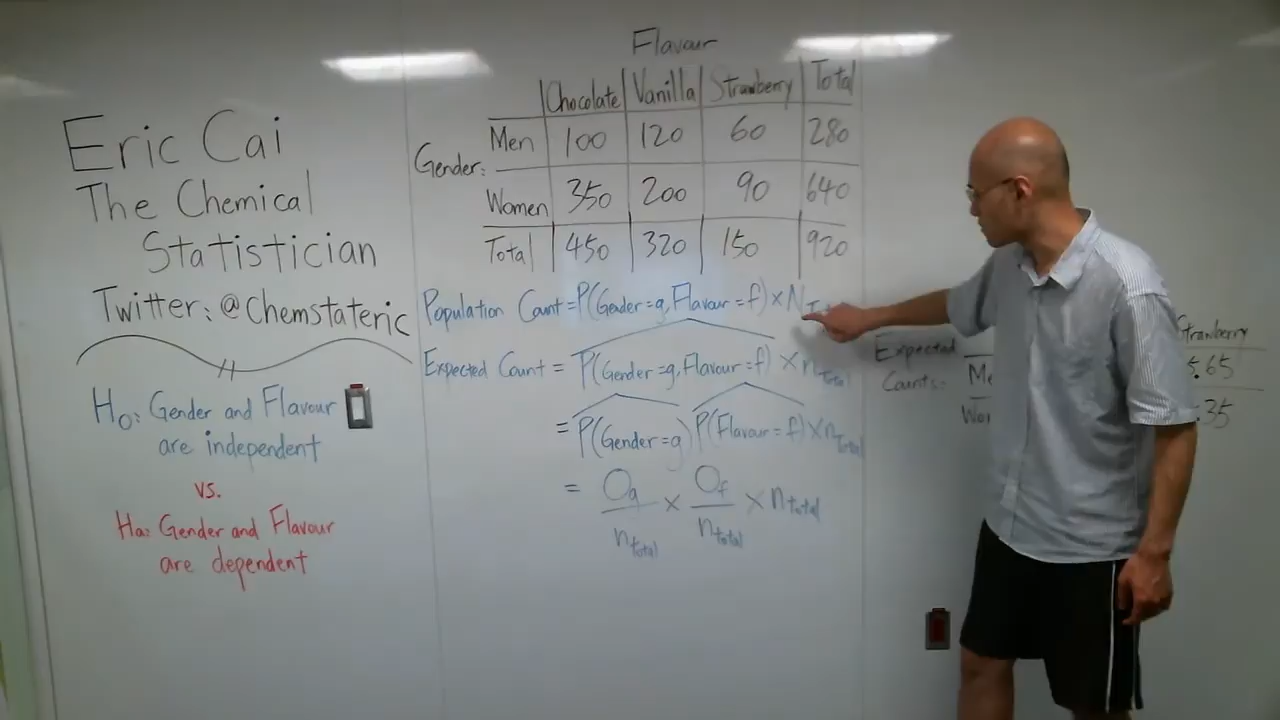 Eric Cai
The Chemical
Statistician
Twitter: @Chemstateric
H0: Gender and Flavour
are independent
vs.
Ha: Gender and Flavour
are dependent
Flavour
Chocolate Vanilla Strawberry Total
Gender:
Men 100 120 60 280
Women 350 200 90 640
Total 450 320 150 920
Population Count = P(Gender=g, Flavour=f) × N
Expected Count = P(Gender=g, Flavour=f) × nTotal
= P(Gender=g) P(Flavour=f) × nTotal
= Og/ntotal × Of/ntotal × ntotal
Expected
Counts:
Strawberry
.65
.35